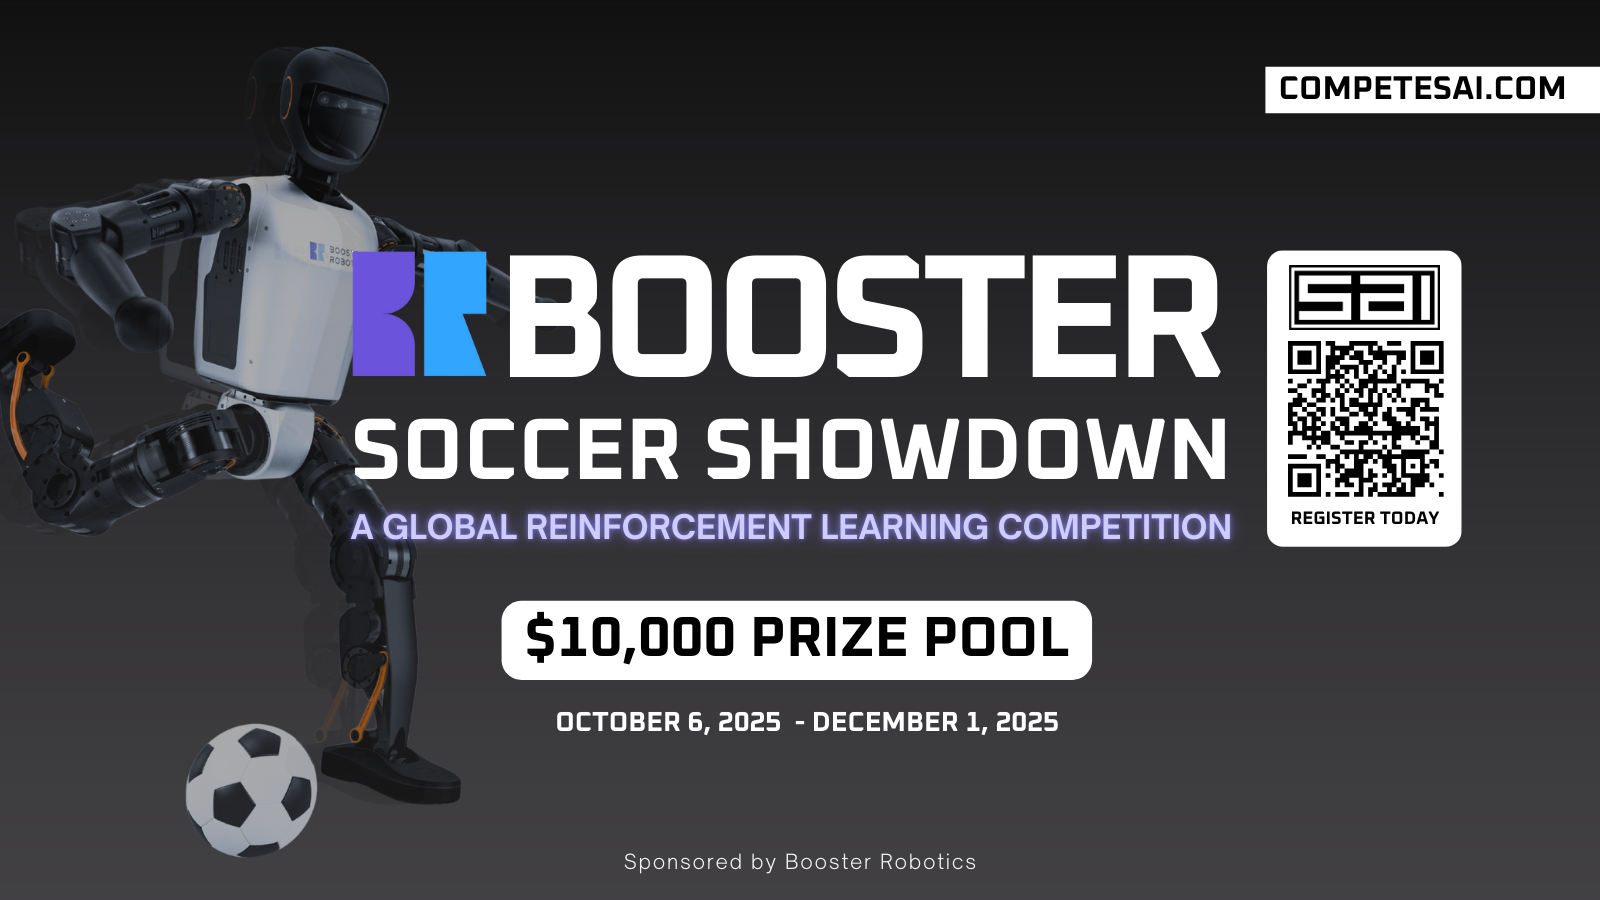 COMPETESAI.COM
BOOSTER
SOCCER SHOWDOWN
A GLOBAL REINFORCEMENT LEARNING COMPETITION
sai
REGISTER TODAY
$10,000 PRIZE POOL
OCTOBER 6, 2025 - DECEMBER 1, 2025
Sponsored by Booster Robotics